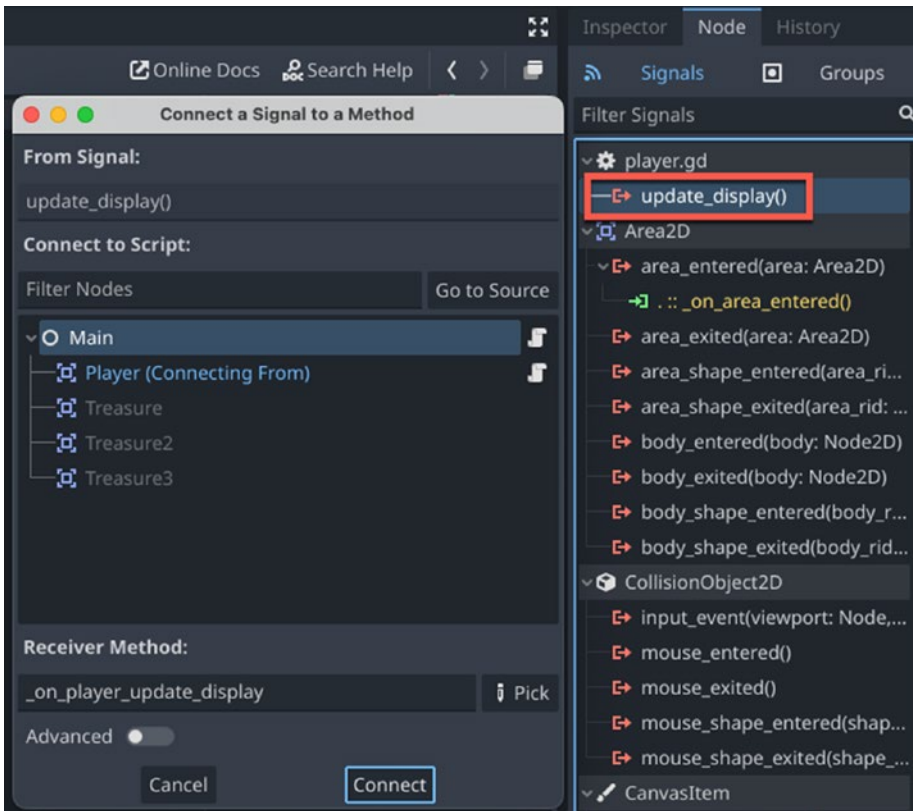 Online Docs Search Help
Connect a Signal to a Method
From Signal:
update_display()
Connect to Script:
Filter Nodes Go to Source
Main
Player (Connecting From)
Treasure
Treasure2
Treasure3
Receiver Method:
_on_player_update_display Pick
Advanced
Cancel Connect
Inspector Node History
Signals Groups
Filter Signals
player.gd
update_display()
Area2D
area_entered(area: Area2D)
. :: _on_area_entered()
area_exited(area: Area2D)
area_shape_entered(area_ri...
area_shape_exited(area_rid: ...
body_entered(body: Node2D)
body_exited(body: Node2D)
body_shape_entered(body_r...
body_shape_exited(body_rid...
CollisionObject2D
input_event(viewport: Node,...
mouse_entered()
mouse_exited()
mouse_shape_entered(shap...
mouse_shape_exited(shape_...
CanvasItem